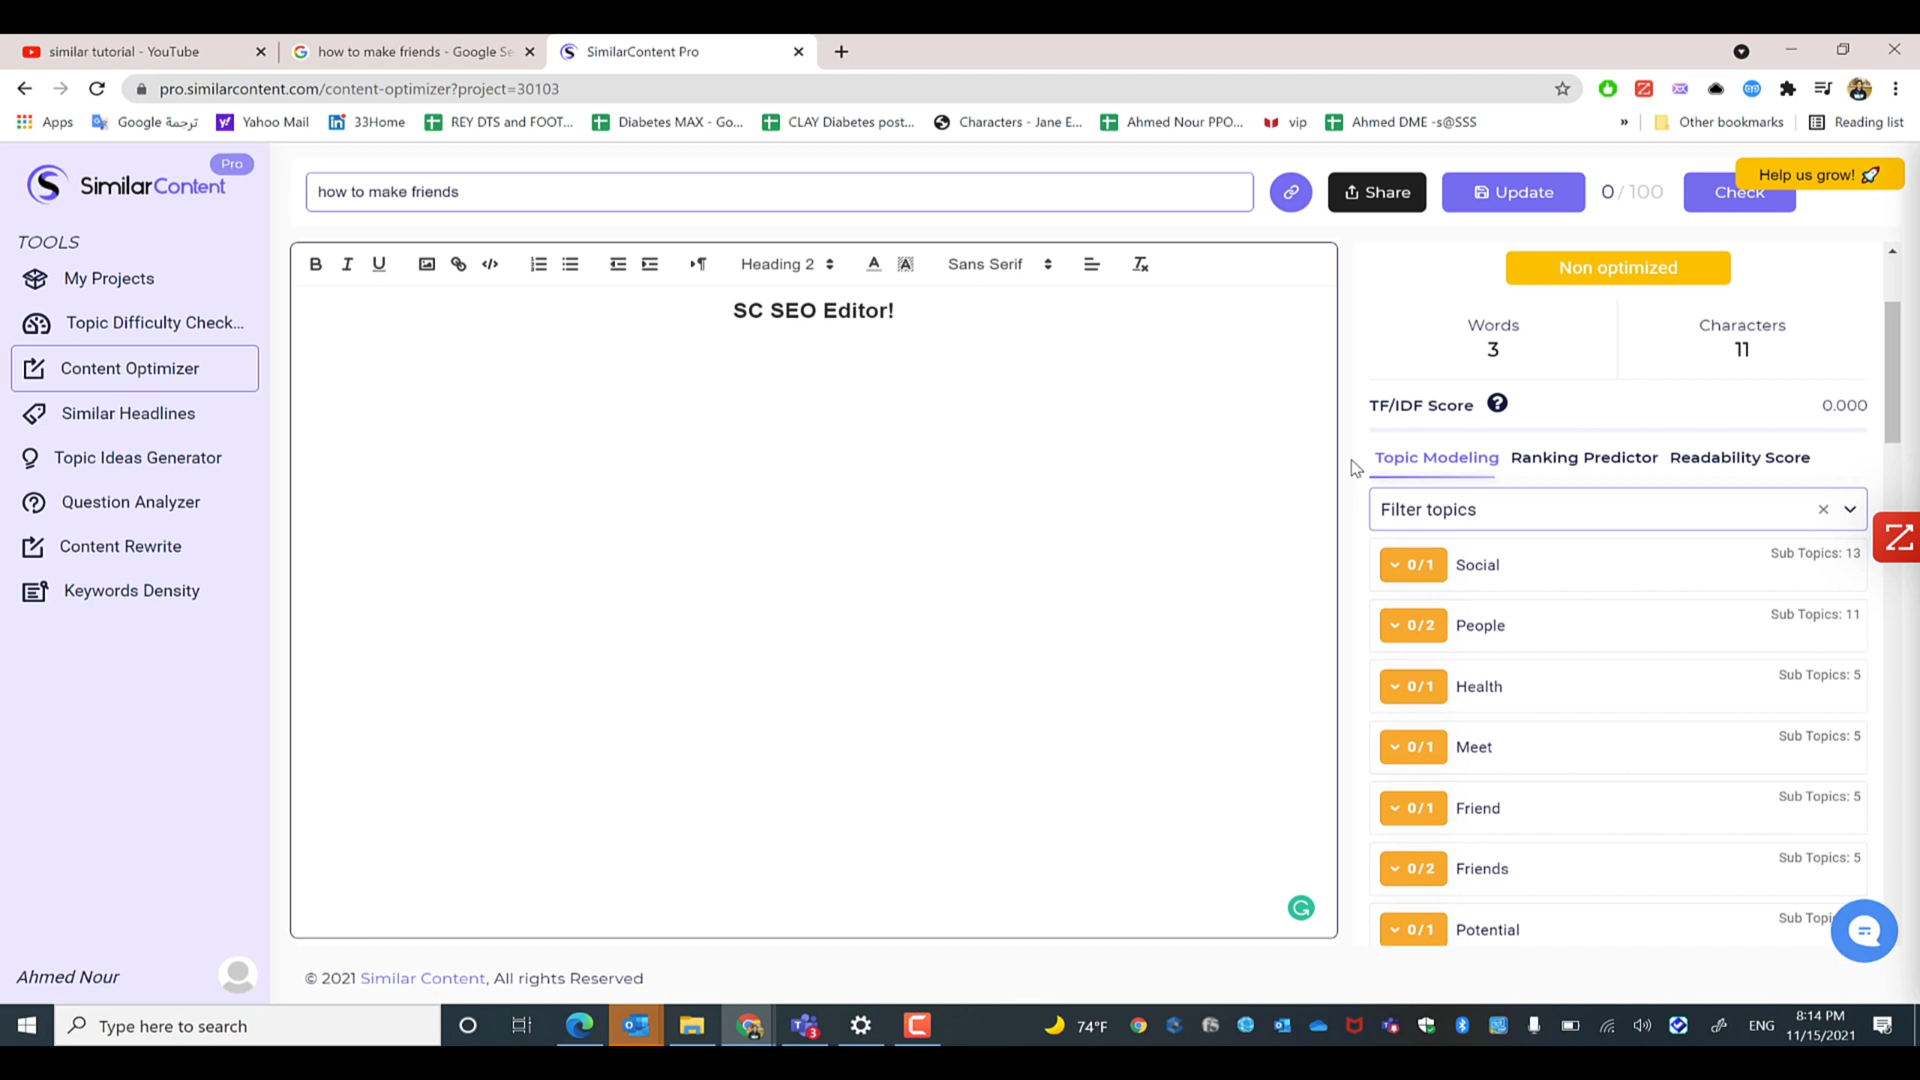 similar tutorial - YouTube
how to make friends - Google Se
SimilarContent Pro
pro.similarcontent.com/content-optimizer?project=30103
Apps
Google ترجمة
Yahoo Mail
33Home
REY DTS and FOOT...
Diabetes MAX - Go...
CLAY Diabetes post...
Characters - Jane E...
Ahmed Nour PPO...
vip
Ahmed DME -s@SSS
»
Other bookmarks
Reading list
Pro
SimilarContent
how to make friends
Share
Update
0 / 100
Check
Help us grow!
TOOLS
My Projects
Topic Difficulty Check...
Content Optimizer
Similar Headlines
Topic Ideas Generator
Question Analyzer
Content Rewrite
Keywords Density
Ahmed Nour
B I U
Heading 2
A
Sans Serif
SC SEO Editor!
Non optimized
Words
3
Characters
11
TF/IDF Score ?
0.000
Topic Modeling Ranking Predictor Readability Score
Filter topics
0/1 Social Sub Topics: 13
0/2 People Sub Topics: 11
0/1 Health Sub Topics: 5
0/1 Meet Sub Topics: 5
0/1 Friend Sub Topics: 5
0/2 Friends Sub Topics: 5
0/1 Potential Sub Topi
© 2021 Similar Content, All rights Reserved
Type here to search
3
74°F
ENG
8:14 PM
11/15/2021